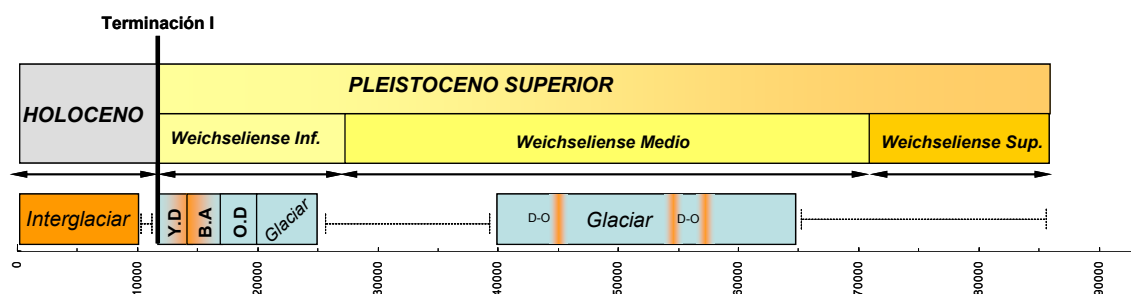 Terminación I
PLEISTOCENO SUPERIOR
HOLOCENO
Weichseliense Inf.
Weichseliense Medio
Weichseliense Sup.
Interglaciar
Y.D
B.A
O.D
Glaciar
D-O
Glaciar
D-O
0
10000
20000
30000
40000
50000
60000
70000
80000
90000